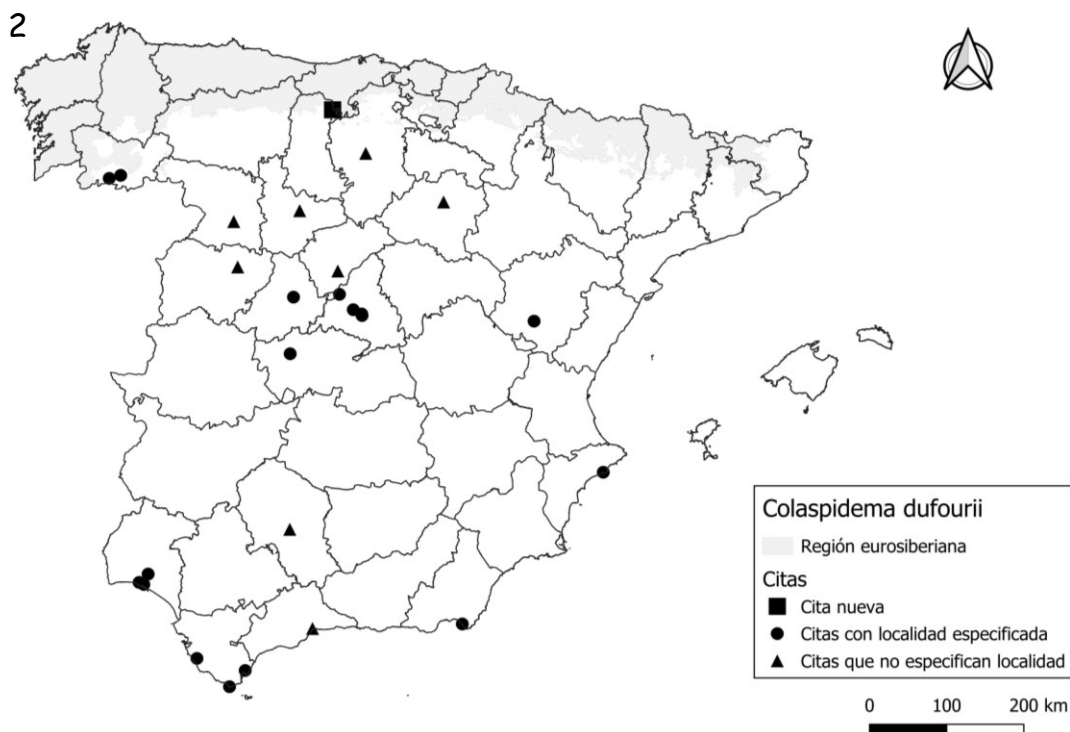 2
Colaspidema dufourii
Región eurosiberiana
Citas
Cita nueva
Citas con localidad especificada
Citas que no especifican localidad
0 100 200 km